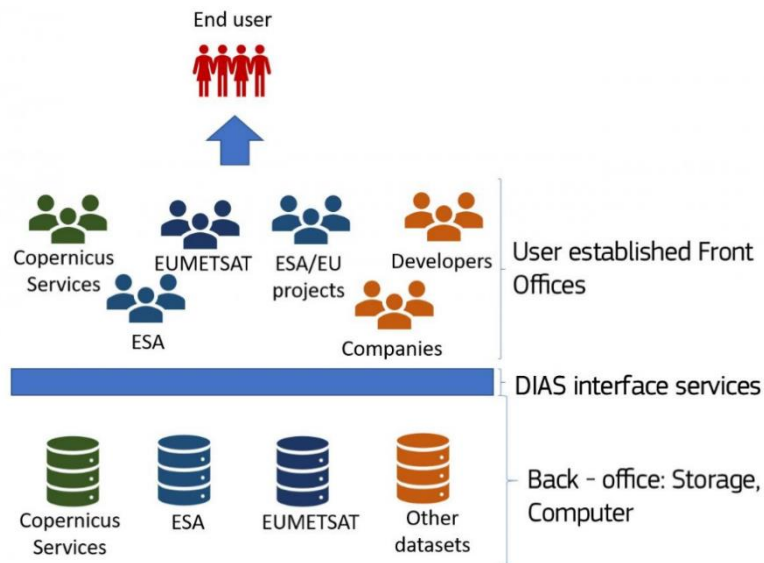 End user
Copernicus
Services
EUMETSAT
ESA/EU
projects
Developers
ESA
Companies
User established Front
Offices
DIAS interface services
Copernicus
Services
ESA
EUMETSAT
Other
datasets
Back - office: Storage,
Computer